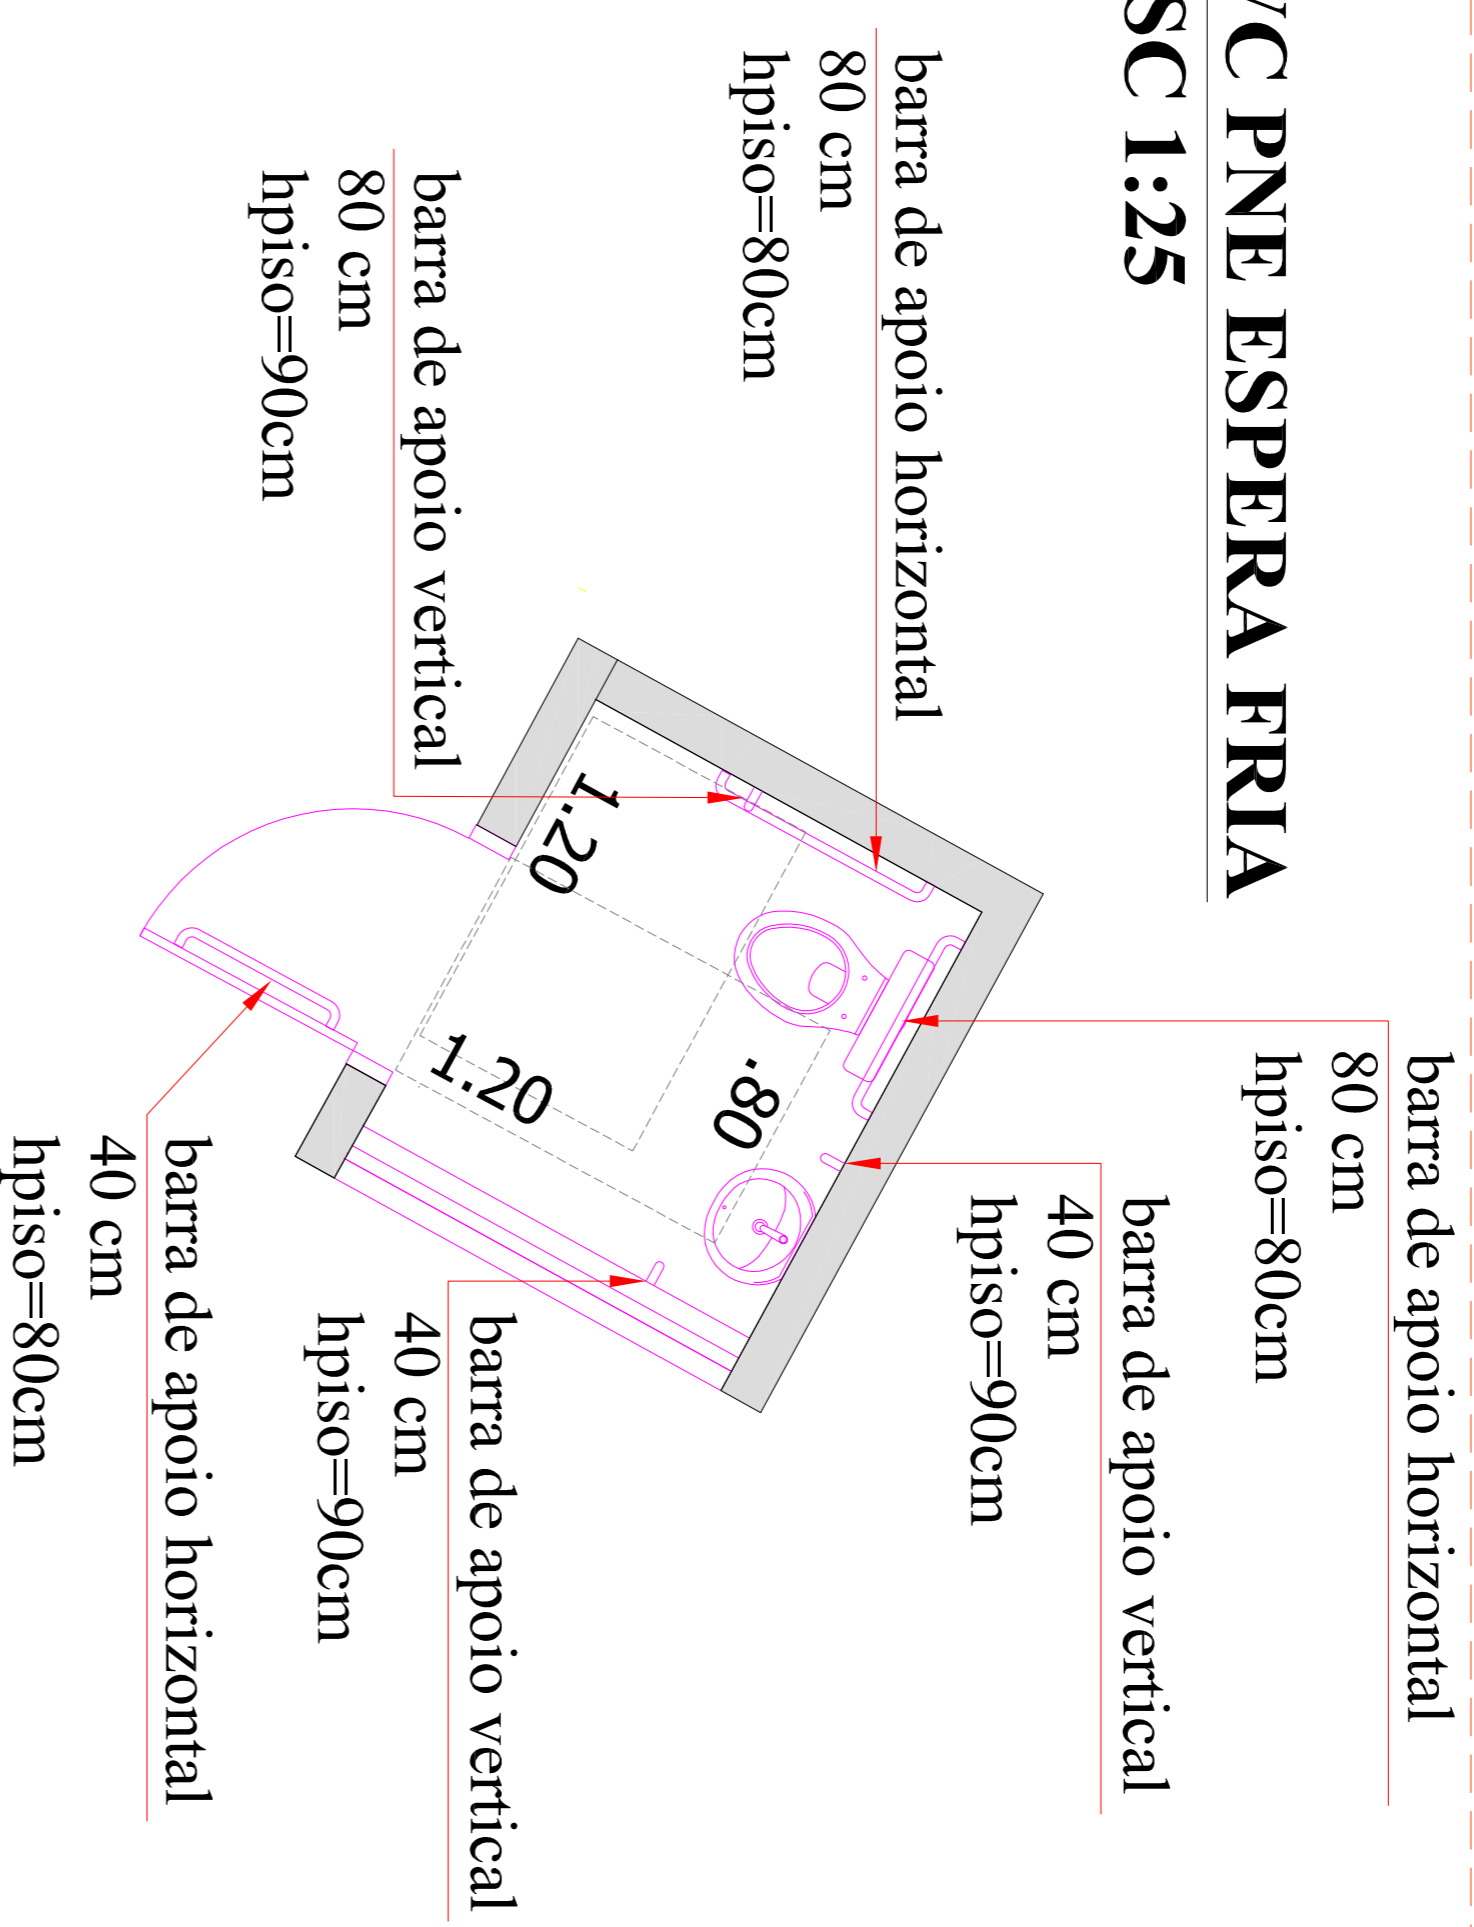 VC PNE ESPERA FRIA
SC 1:25
barra de apoio horizontal
80 cm
hpiso=80cm
barra de apoio horizontal
80 cm
hpiso=80cm
barra de apoio vertical
40 cm
hpiso=90cm
barra de apoio vertical
80 cm
hpiso=90cm
barra de apoio vertical
40 cm
hpiso=90cm
barra de apoio horizontal
40 cm
hpiso=80cm
1.20
1.20
.80